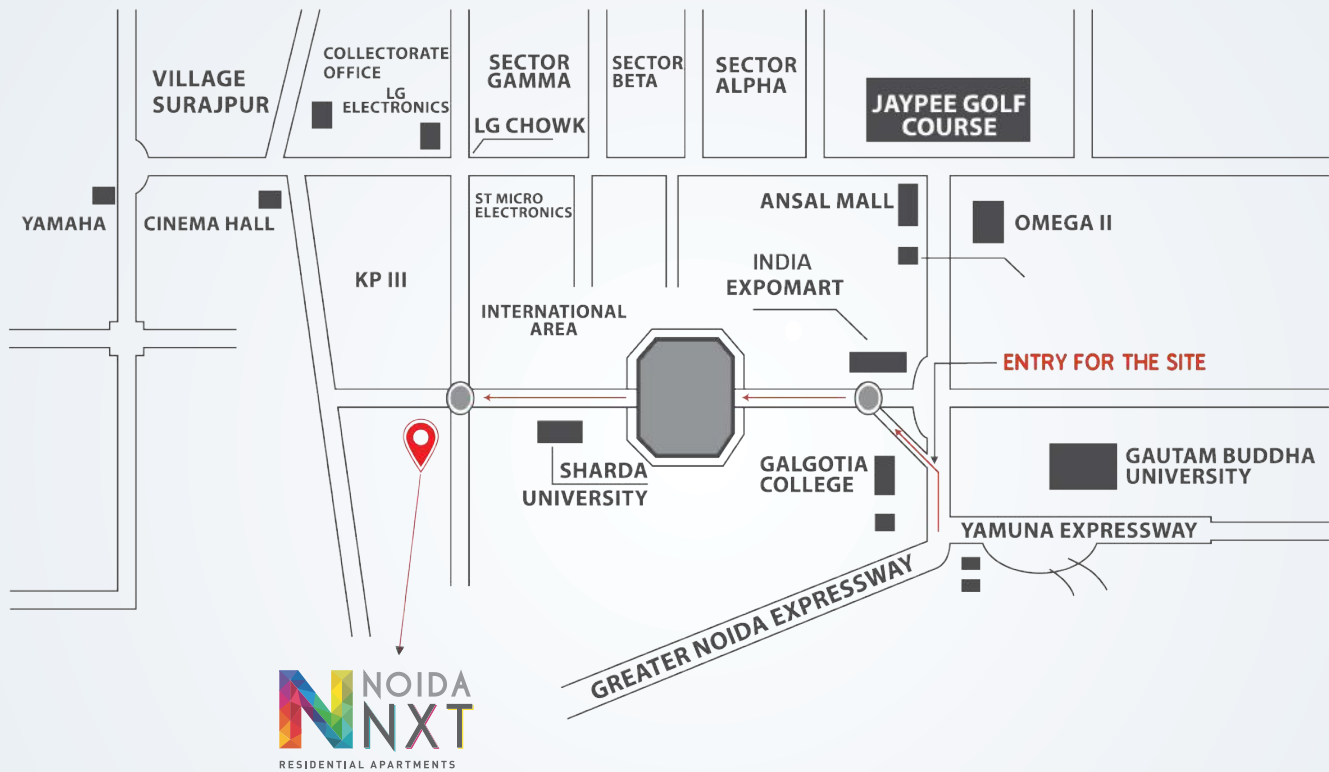 COLLECTORATE
OFFICE
LG
ELECTRONICS
VILLAGE
SURAJPUR
SECTOR
GAMMA
SECTOR
BETA
SECTOR
ALPHA
JAYPEE GOLF
COURSE
LG CHOWK
YAMAHA
CINEMA HALL
ST MICRO
ELECTRONICS
ANSAL MALL
OMEGA II
KP III
INDIA
EXPOMART
INTERNATIONAL
AREA
ENTRY FOR THE SITE
SHARDA
UNIVERSITY
GALGOTIA
COLLEGE
GAUTAM BUDDHA
UNIVERSITY
YAMUNA EXPRESSWAY
GREATER NOIDA EXPRESSWAY
N NOIDA
NXT
RESIDENTIAL APARTMENTS